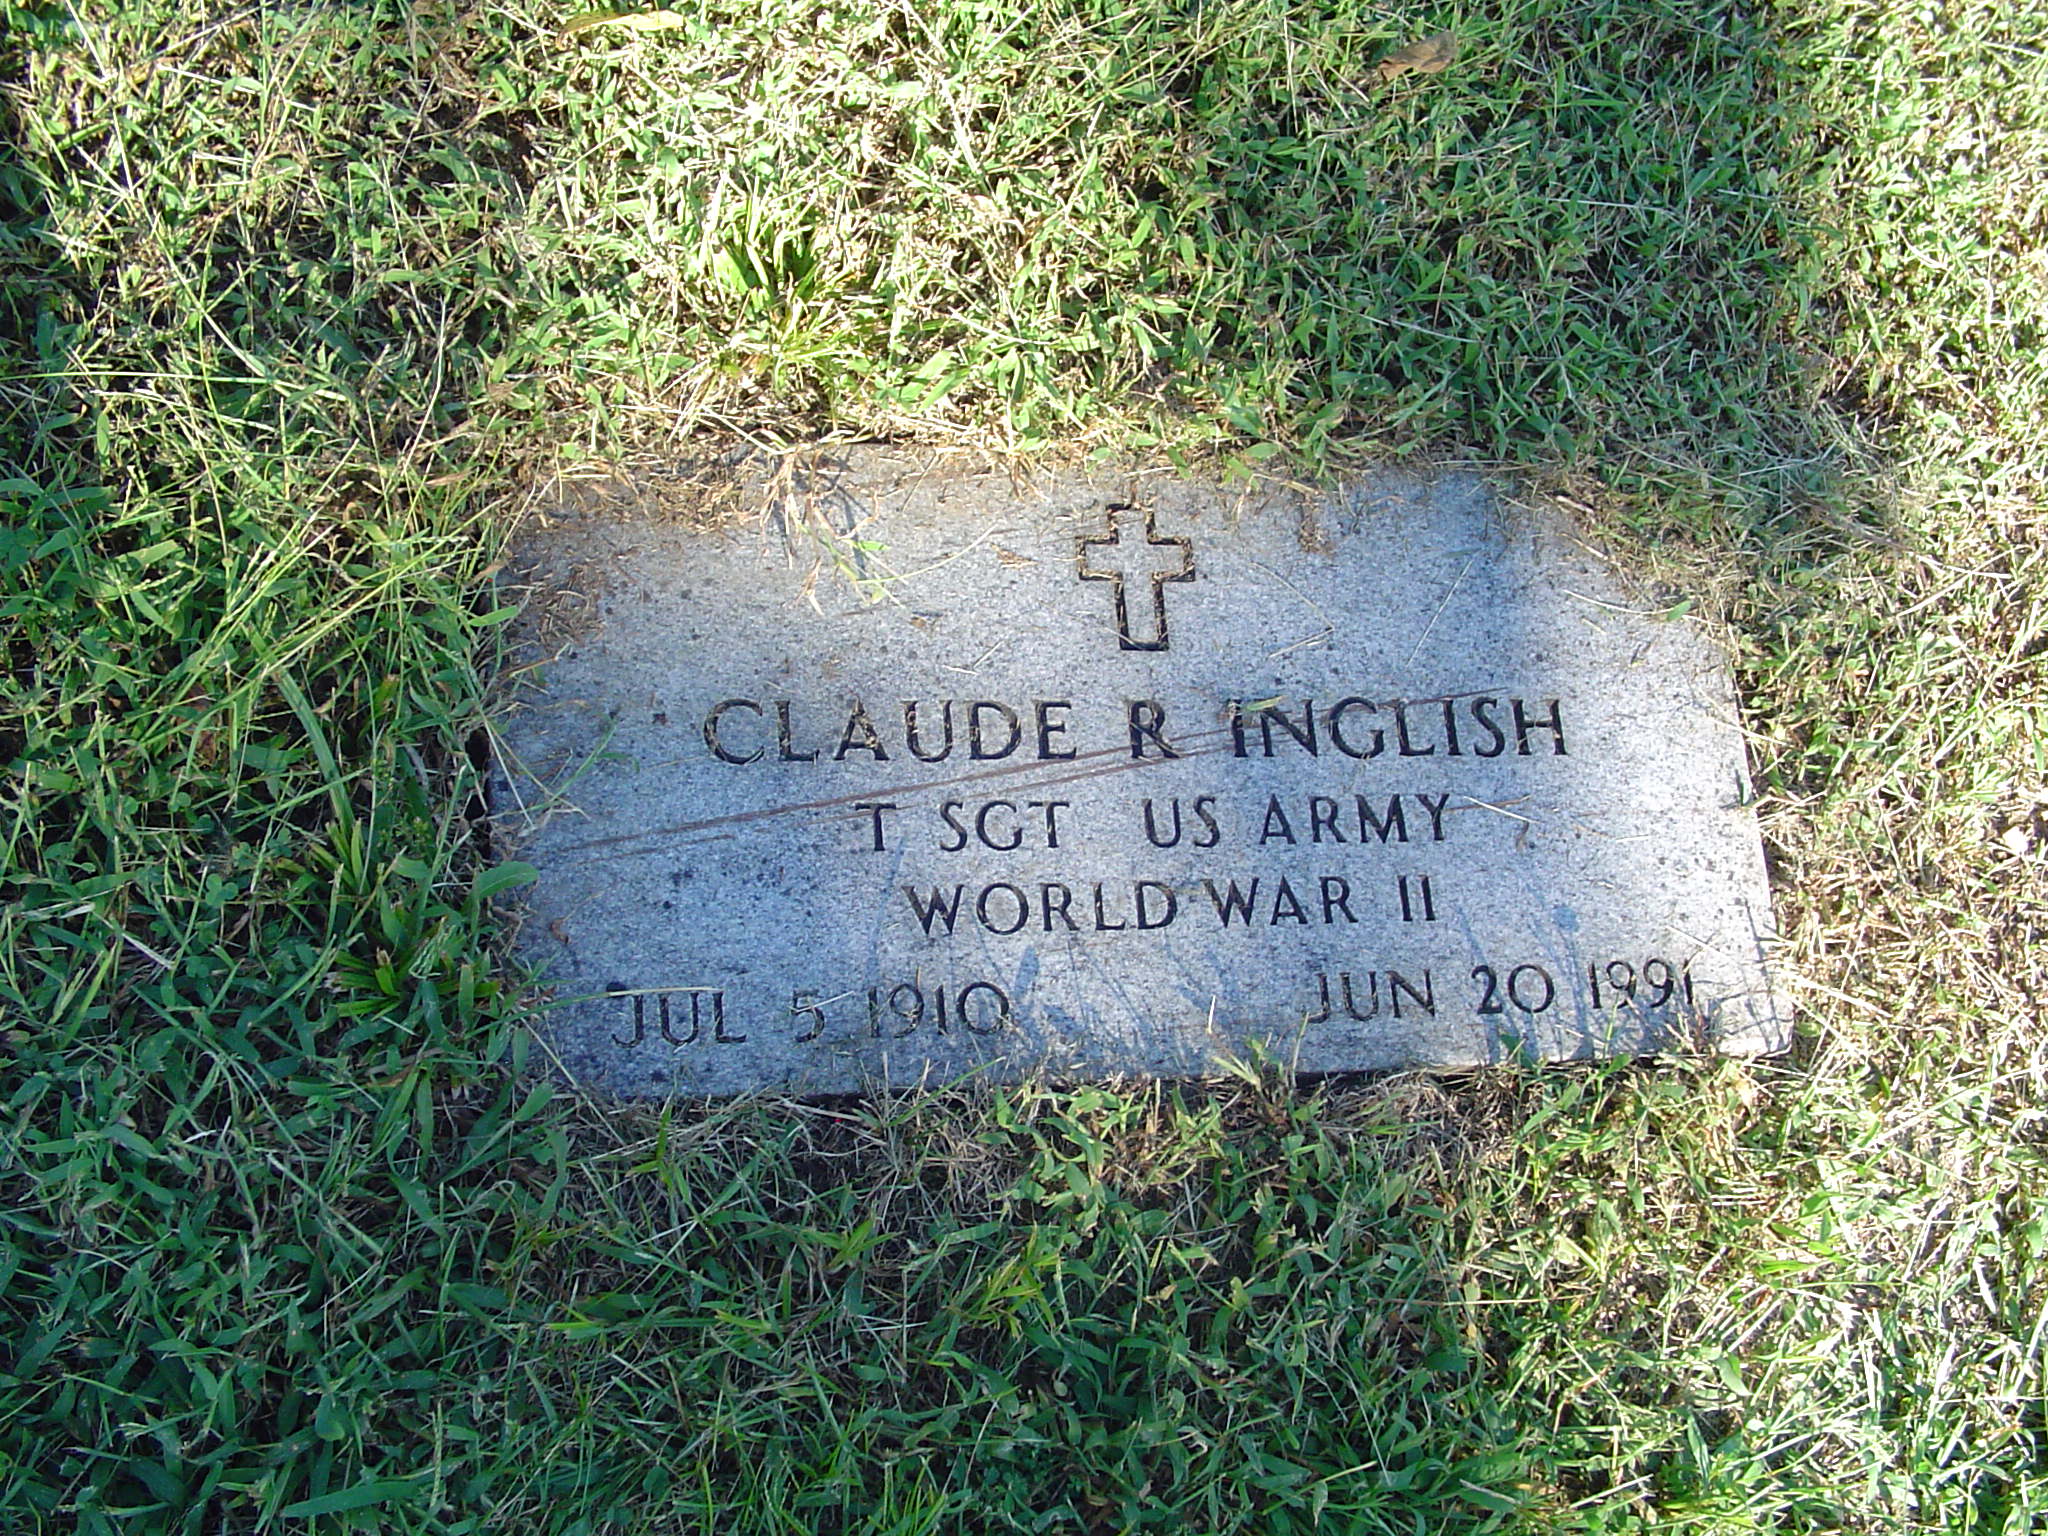 CLAUDE R INGLISH
T SGT US ARMY
WORLD WAR II
JUL 5 1910 JUN 20 1991